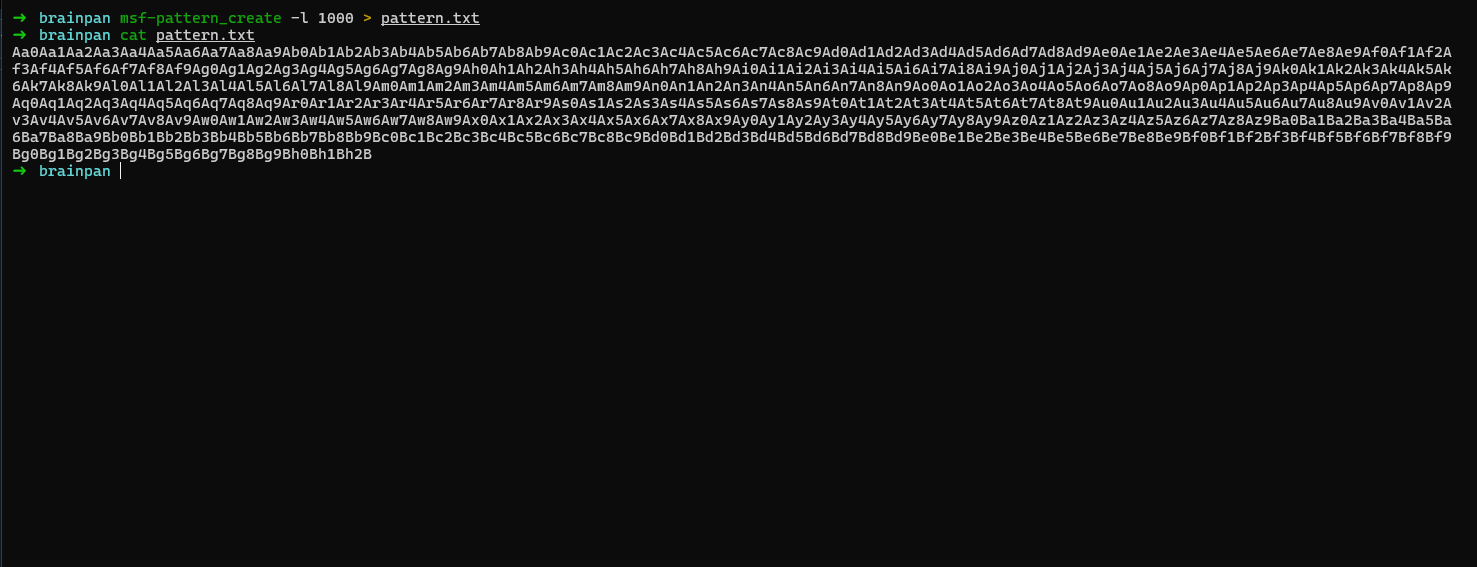 → brainpan msf-pattern_create -l 1000 > pattern.txt
→ brainpan cat pattern.txt
Aa0Aa1Aa2Aa3Aa4Aa5Aa6Aa7Aa8Aa9Ab0Ab1Ab2Ab3Ab4Ab5Ab6Ab7Ab8Ab9Ac0Ac1Ac2Ac3Ac4Ac5Ac6Ac7Ac8Ac9Ad0Ad1Ad2Ad3Ad4Ad5Ad6Ad7Ad8Ad9Ae0Ae1Ae2Ae3Ae4Ae5Ae6Ae7Ae8Ae9Af0Af1Af2A
f3Af4Af5Af6Af7Af8Af9Ag0Ag1Ag2Ag3Ag4Ag5Ag6Ag7Ag8Ag9Ah0Ah1Ah2Ah3Ah4Ah5Ah6Ah7Ah8Ah9Ai0Ai1Ai2Ai3Ai4Ai5Ai6Ai7Ai8Ai9Aj0Aj1Aj2Aj3Aj4Aj5Aj6Aj7Aj8Aj9Ak0Ak1Ak2Ak3Ak4Ak5Ak
6Ak7Ak8Ak9Al0Al1Al2Al3Al4Al5Al6Al7Al8Al9Am0Am1Am2Am3Am4Am5Am6Am7Am8Am9An0An1An2An3An4An5An6An7An8An9Ao0Ao1Ao2Ao3Ao4Ao5Ao6Ao7Ao8Ao9Ap0Ap1Ap2Ap3Ap4Ap5Ap6Ap7Ap8Ap9
Aq0Aq1Aq2Aq3Aq4Aq5Aq6Aq7Aq8Aq9Ar0Ar1Ar2Ar3Ar4Ar5Ar6Ar7Ar8Ar9As0As1As2As3As4As5As6As7As8As9At0At1At2At3At4At5At6At7At8At9Au0Au1Au2Au3Au4Au5Au6Au7Au8Au9Av0Av1Av2A
v3Av4Av5Av6Av7Av8Av9Aw0Aw1Aw2Aw3Aw4Aw5Aw6Aw7Aw8Aw9Ax0Ax1Ax2Ax3Ax4Ax5Ax6Ax7Ax8Ax9Ay0Ay1Ay2Ay3Ay4Ay5Ay6Ay7Ay8Ay9Az0Az1Az2Az3Az4Az5Az6Az7Az8Az9Ba0Ba1Ba2Ba3Ba4Ba5Ba
6Ba7Ba8Ba9Bb0Bb1Bb2Bb3Bb4Bb5Bb6Bb7Bb8Bb9Bc0Bc1Bc2Bc3Bc4Bc5Bc6Bc7Bc8Bc9Bd0Bd1Bd2Bd3Bd4Bd5Bd6Bd7Bd8Bd9Be0Be1Be2Be3Be4Be5Be6Be7Be8Be9Bf0Bf1Bf2Bf3Bf4Bf5Bf6Bf7Bf8Bf9
Bg0Bg1Bg2Bg3Bg4Bg5Bg6Bg7Bg8Bg9Bh0Bh1Bh2B
→ brainpan